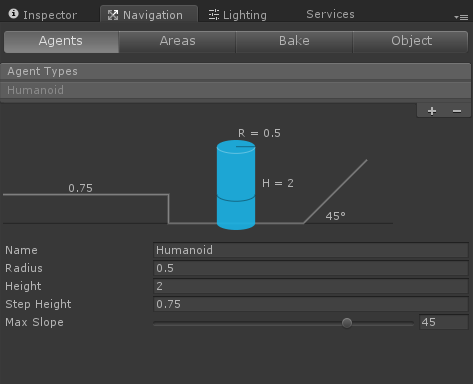 Inspector Navigation Lighting Services
Agents Areas Bake Object
Agent Types
Humanoid
+ −
R = 0.5
0.75
H = 2
45°
Name Humanoid
Radius 0.5
Height 2
Step Height 0.75
Max Slope 45